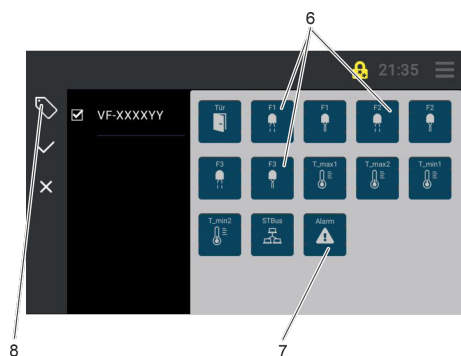 6
21:35
VF-XXXXYY
Tür F1 F1 F2 F2
F3 F3 T_max1 T_max2 T_min1
T_min2 STBus Alarm
8 7